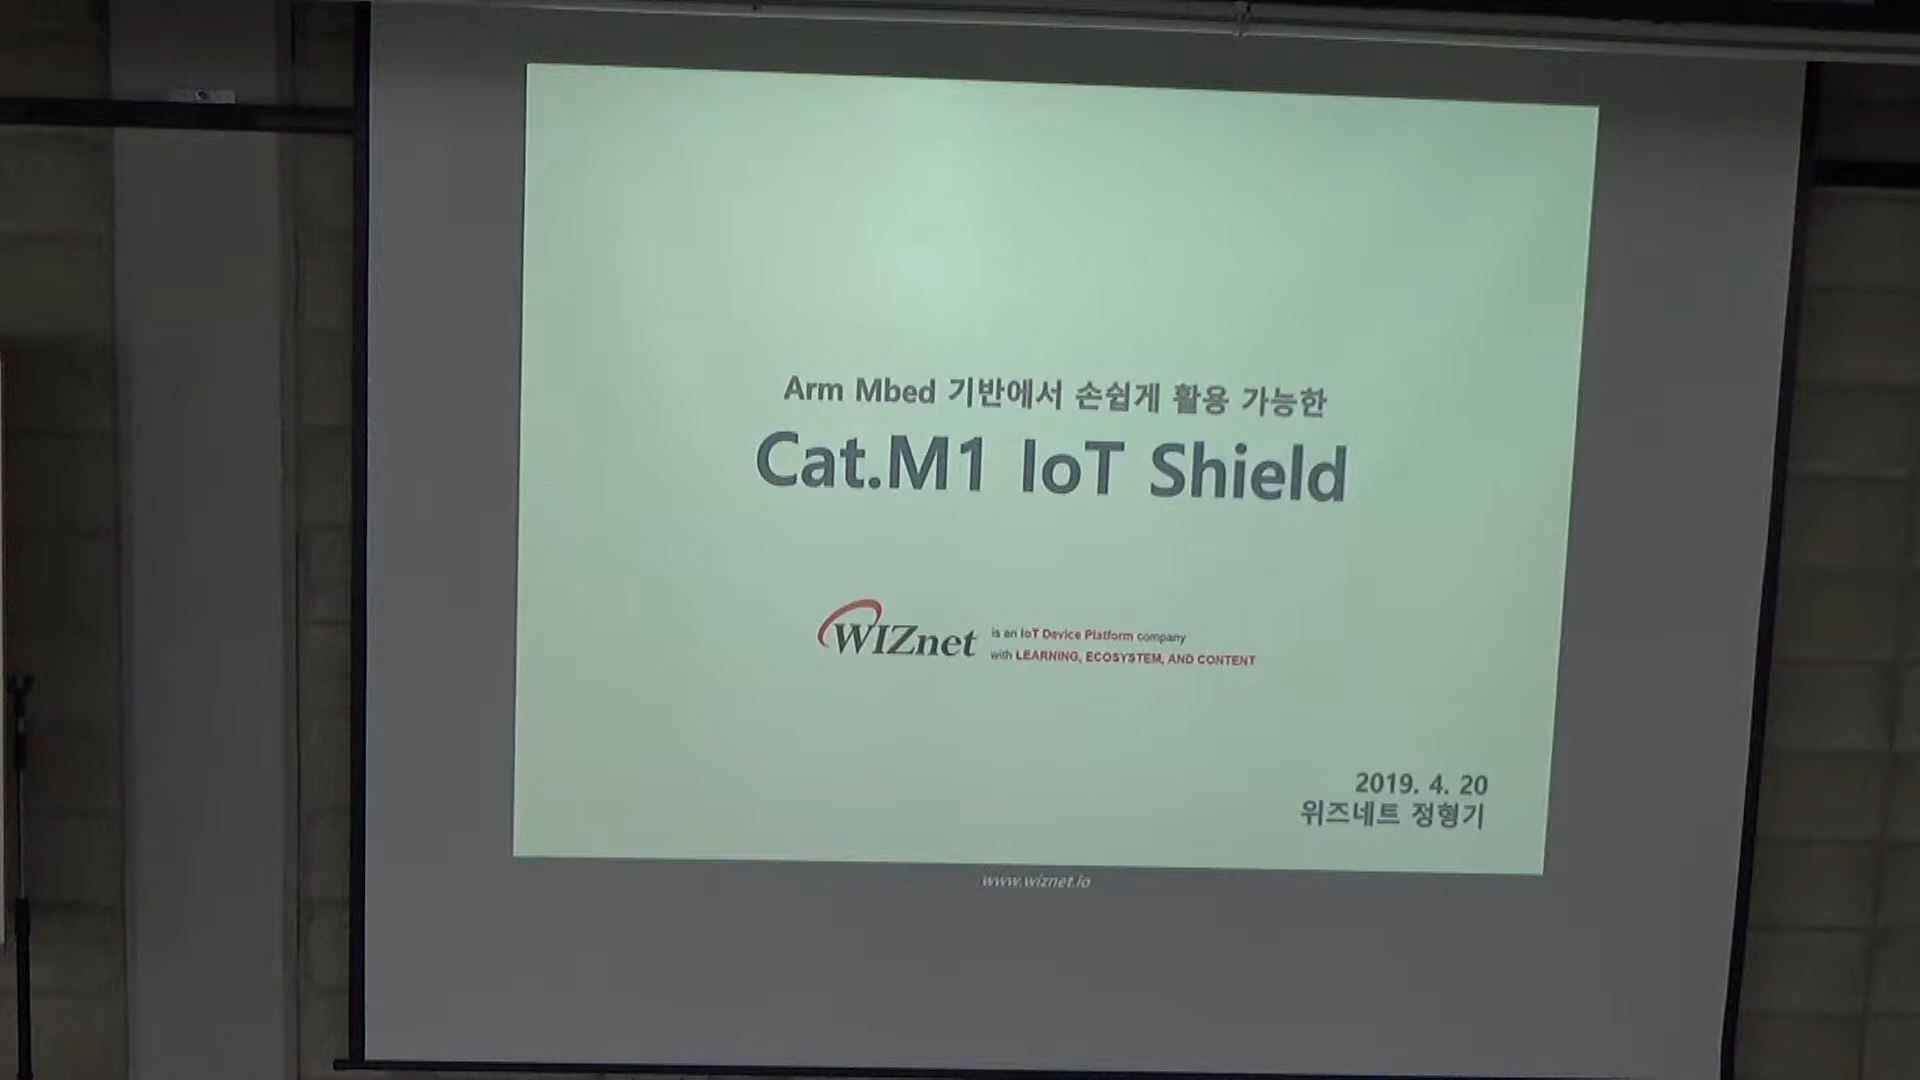 Arm Mbed 기반에서 손쉽게 활용 가능한
Cat.M1 IoT Shield
WIZnet is an IoT Device Platform company
with LEARNING, ECOSYSTEM, AND CONTENT
2019. 4. 20
위즈네트 정형기
www.wiznet.io